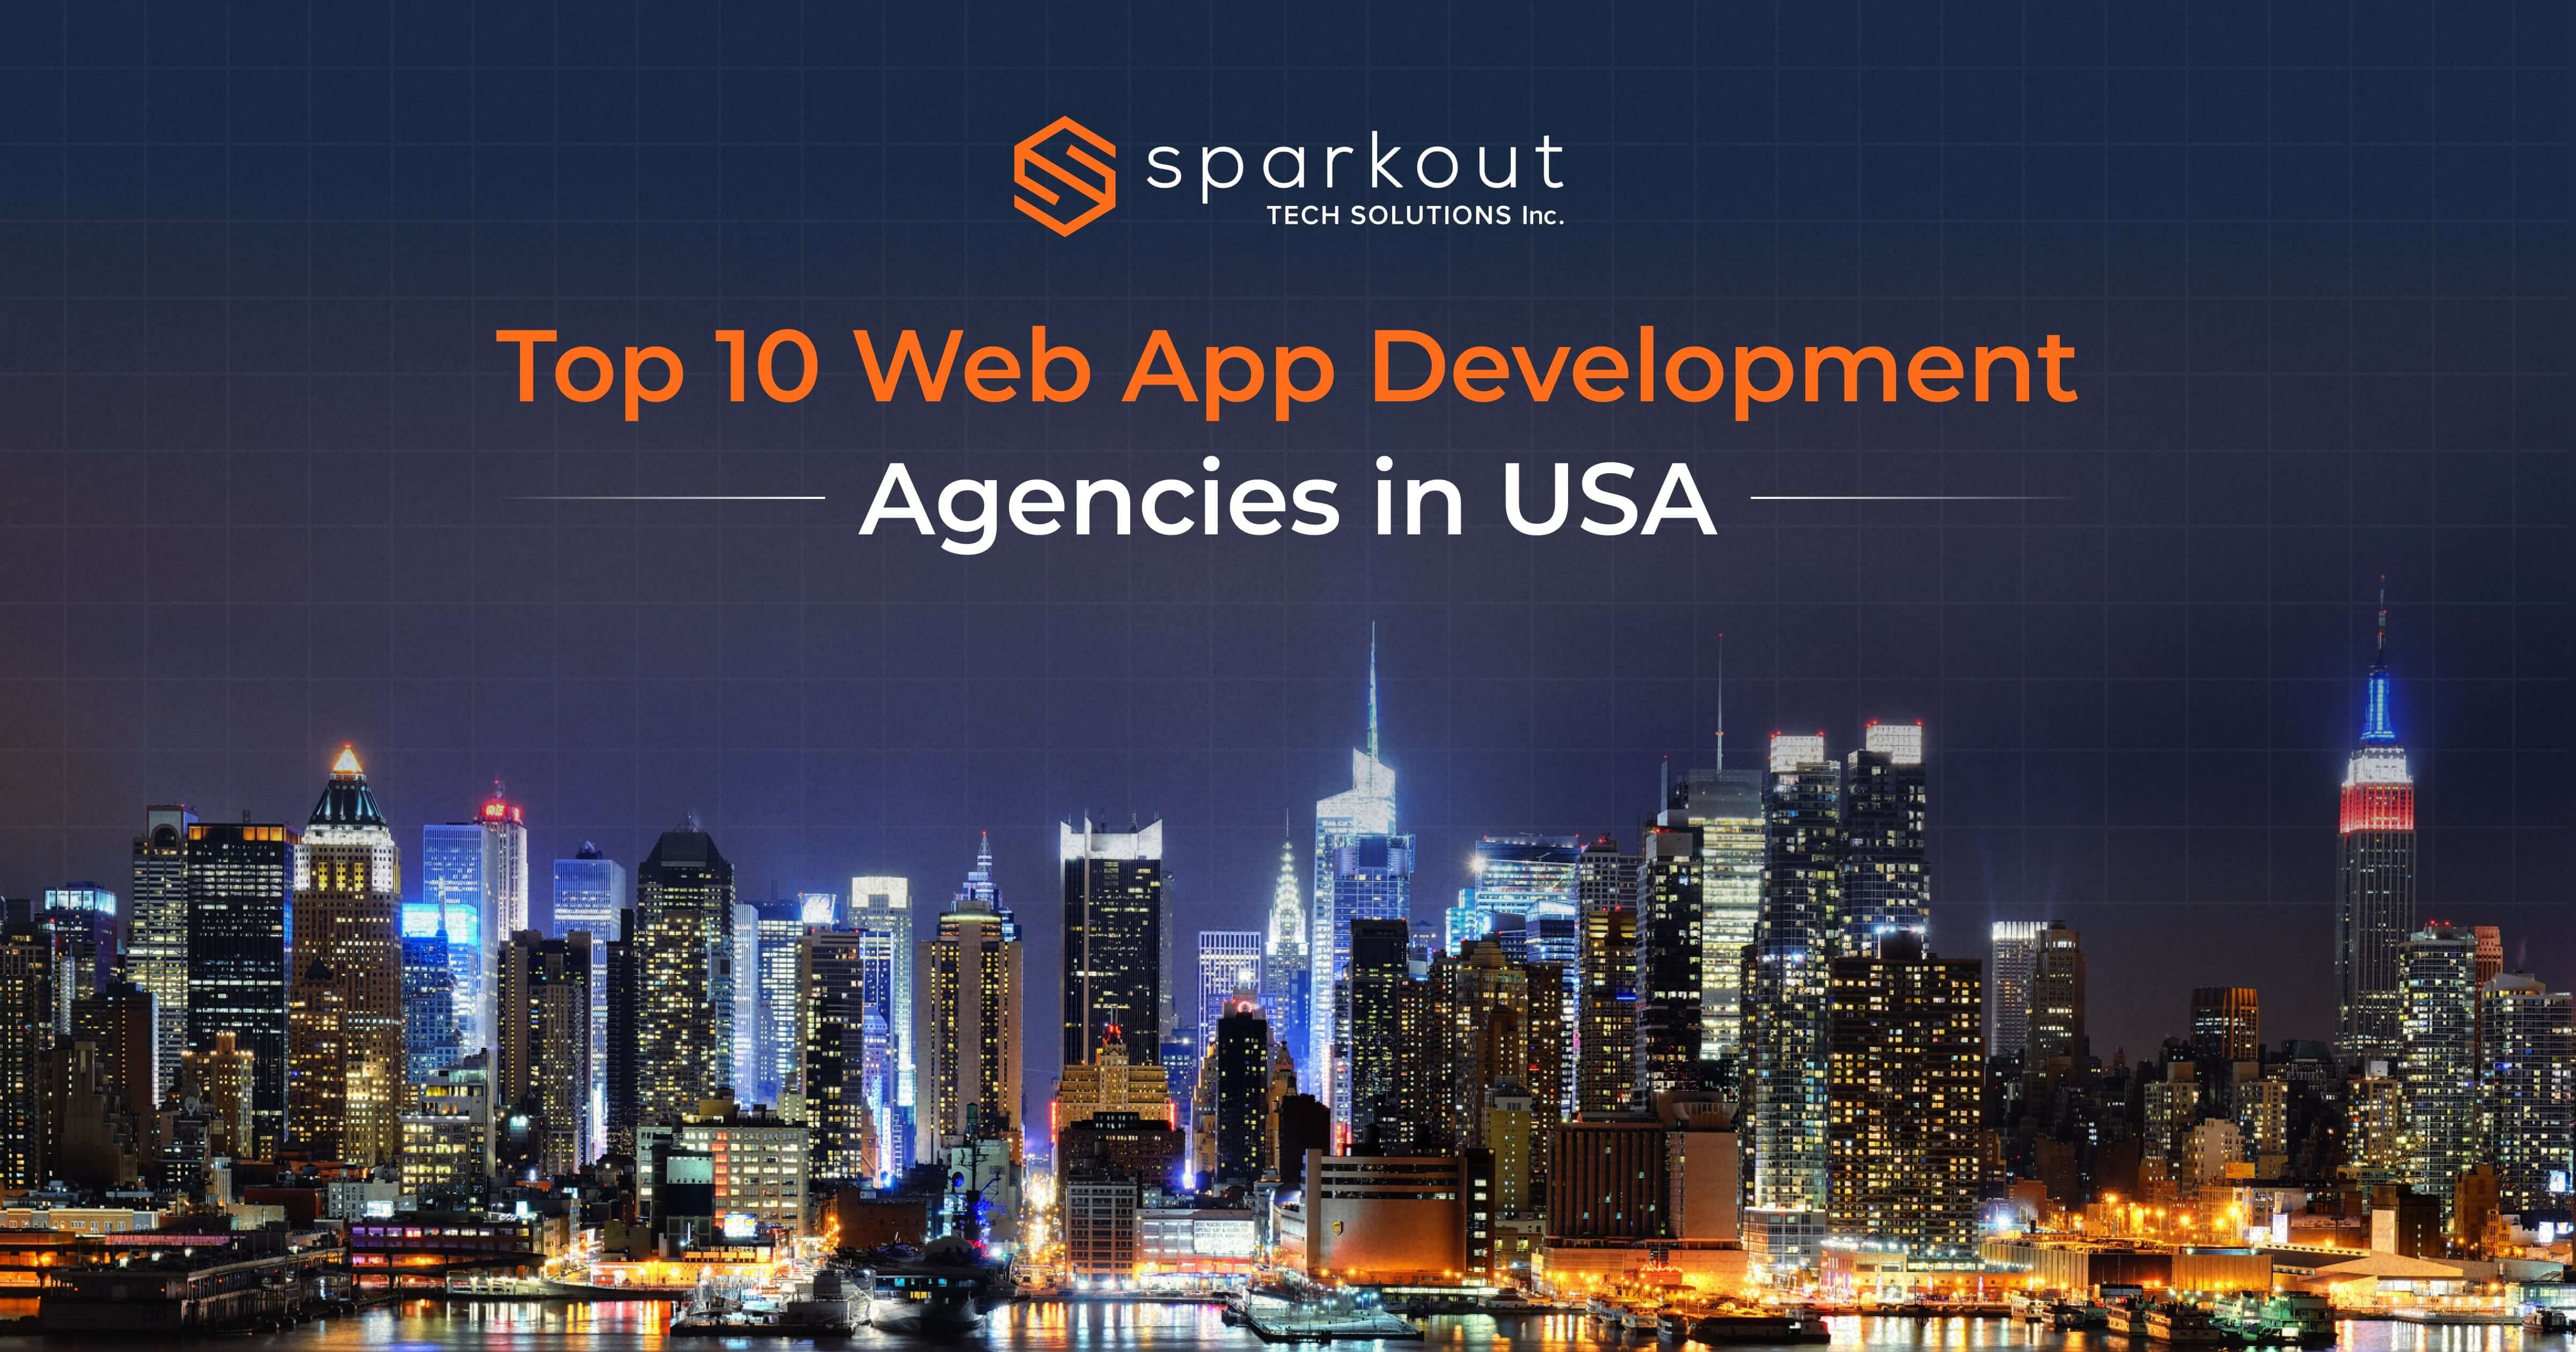 sparkout
TECH SOLUTIONS Inc.
Top 10 Web App Development
Agencies in USA